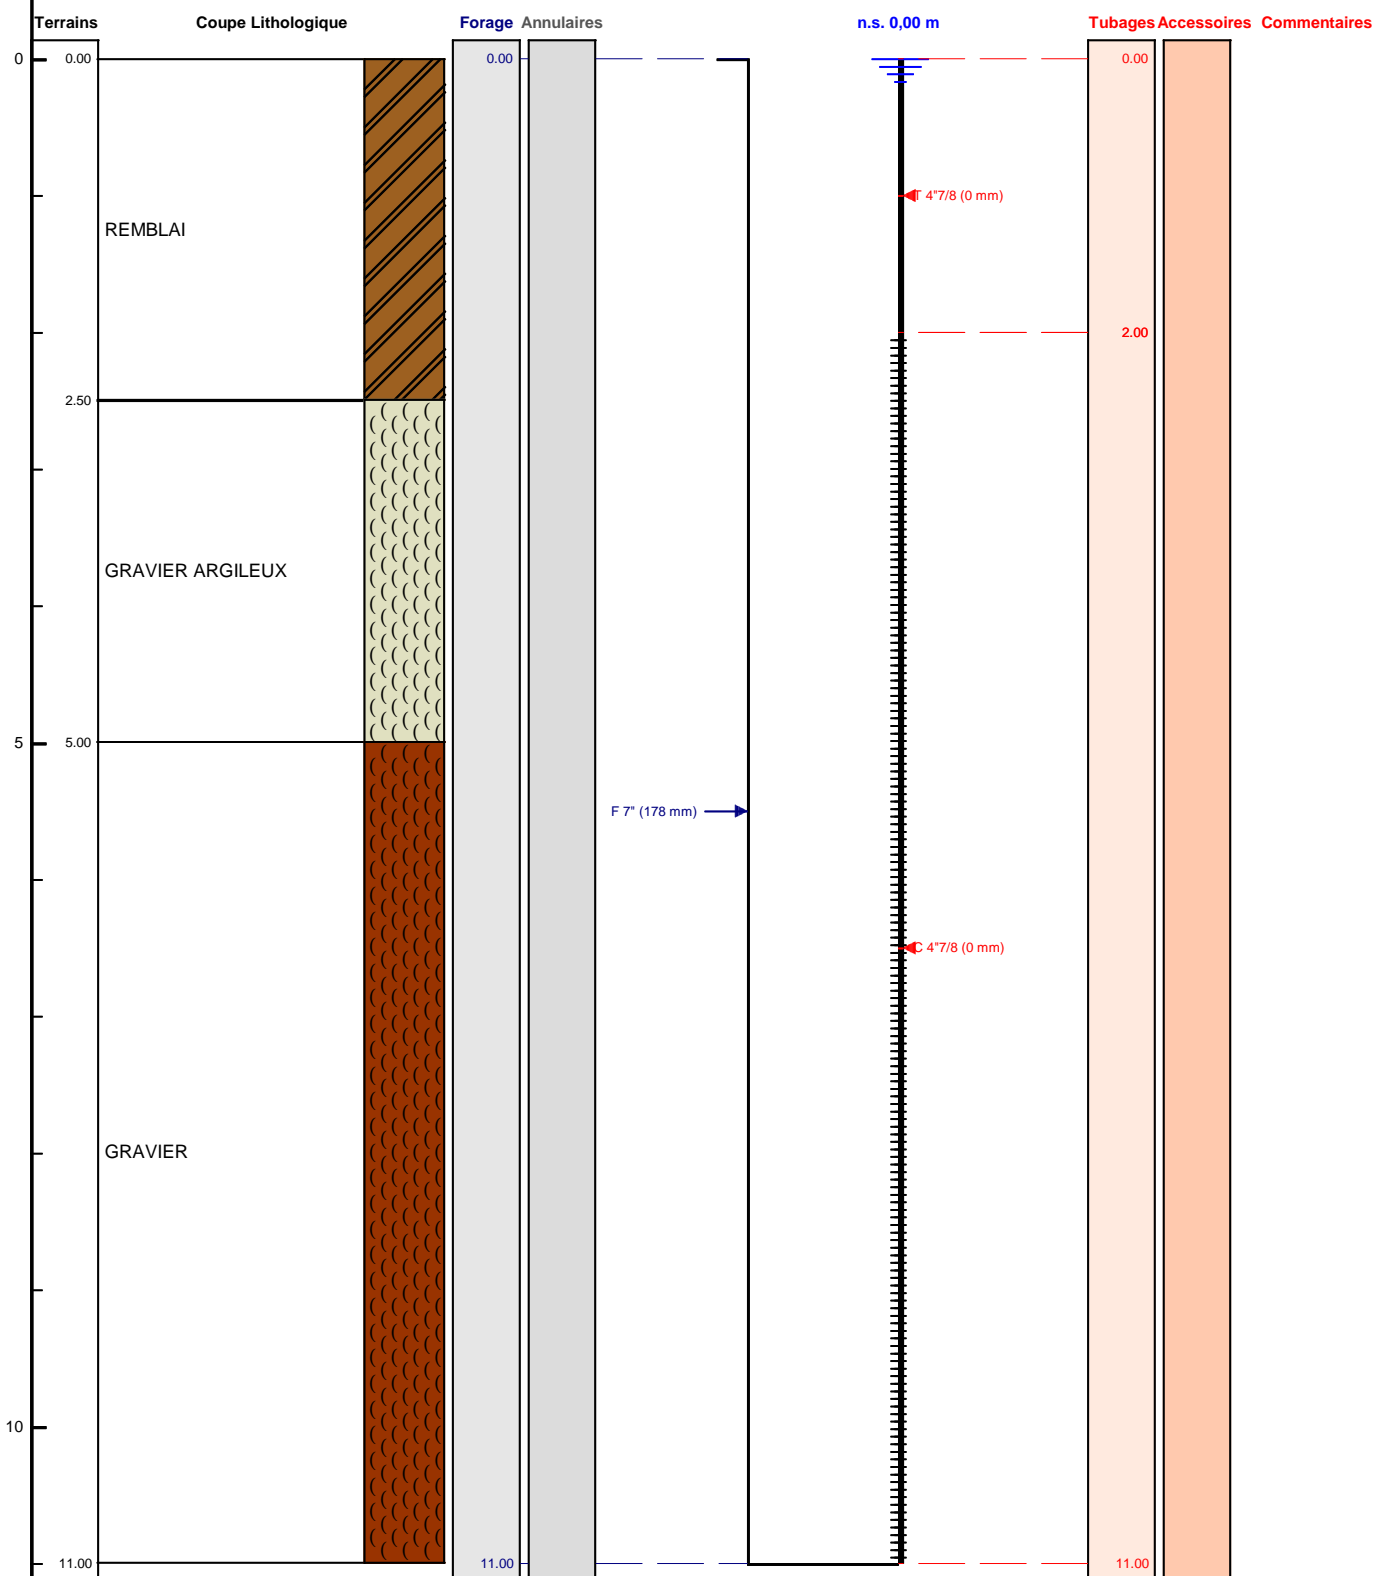 Terrains Coupe Lithologique Forage Annulaires n.s. 0,00 m Tubages Accessoires Commentaires
0 0.00 0.00 0.00
T 4"7/8 (0 mm)
REMBLAI
2.00
2.50
GRAVIER ARGILEUX
5 5.00
F 7" (178 mm)
C 4"7/8 (0 mm)
GRAVIER
10
11.00 11.00 11.00